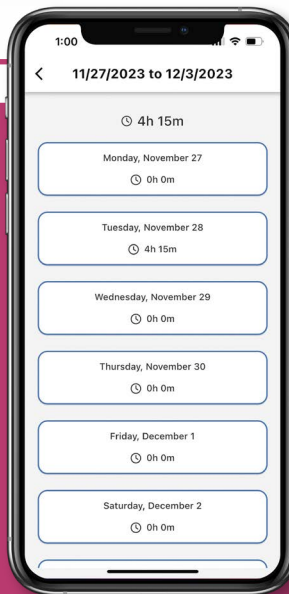 1:00
11/27/2023 to 12/3/2023
4h 15m
Monday, November 27
0h 0m
Tuesday, November 28
4h 15m
Wednesday, November 29
0h 0m
Thursday, November 30
0h 0m
Friday, December 1
0h 0m
Saturday, December 2
0h 0m